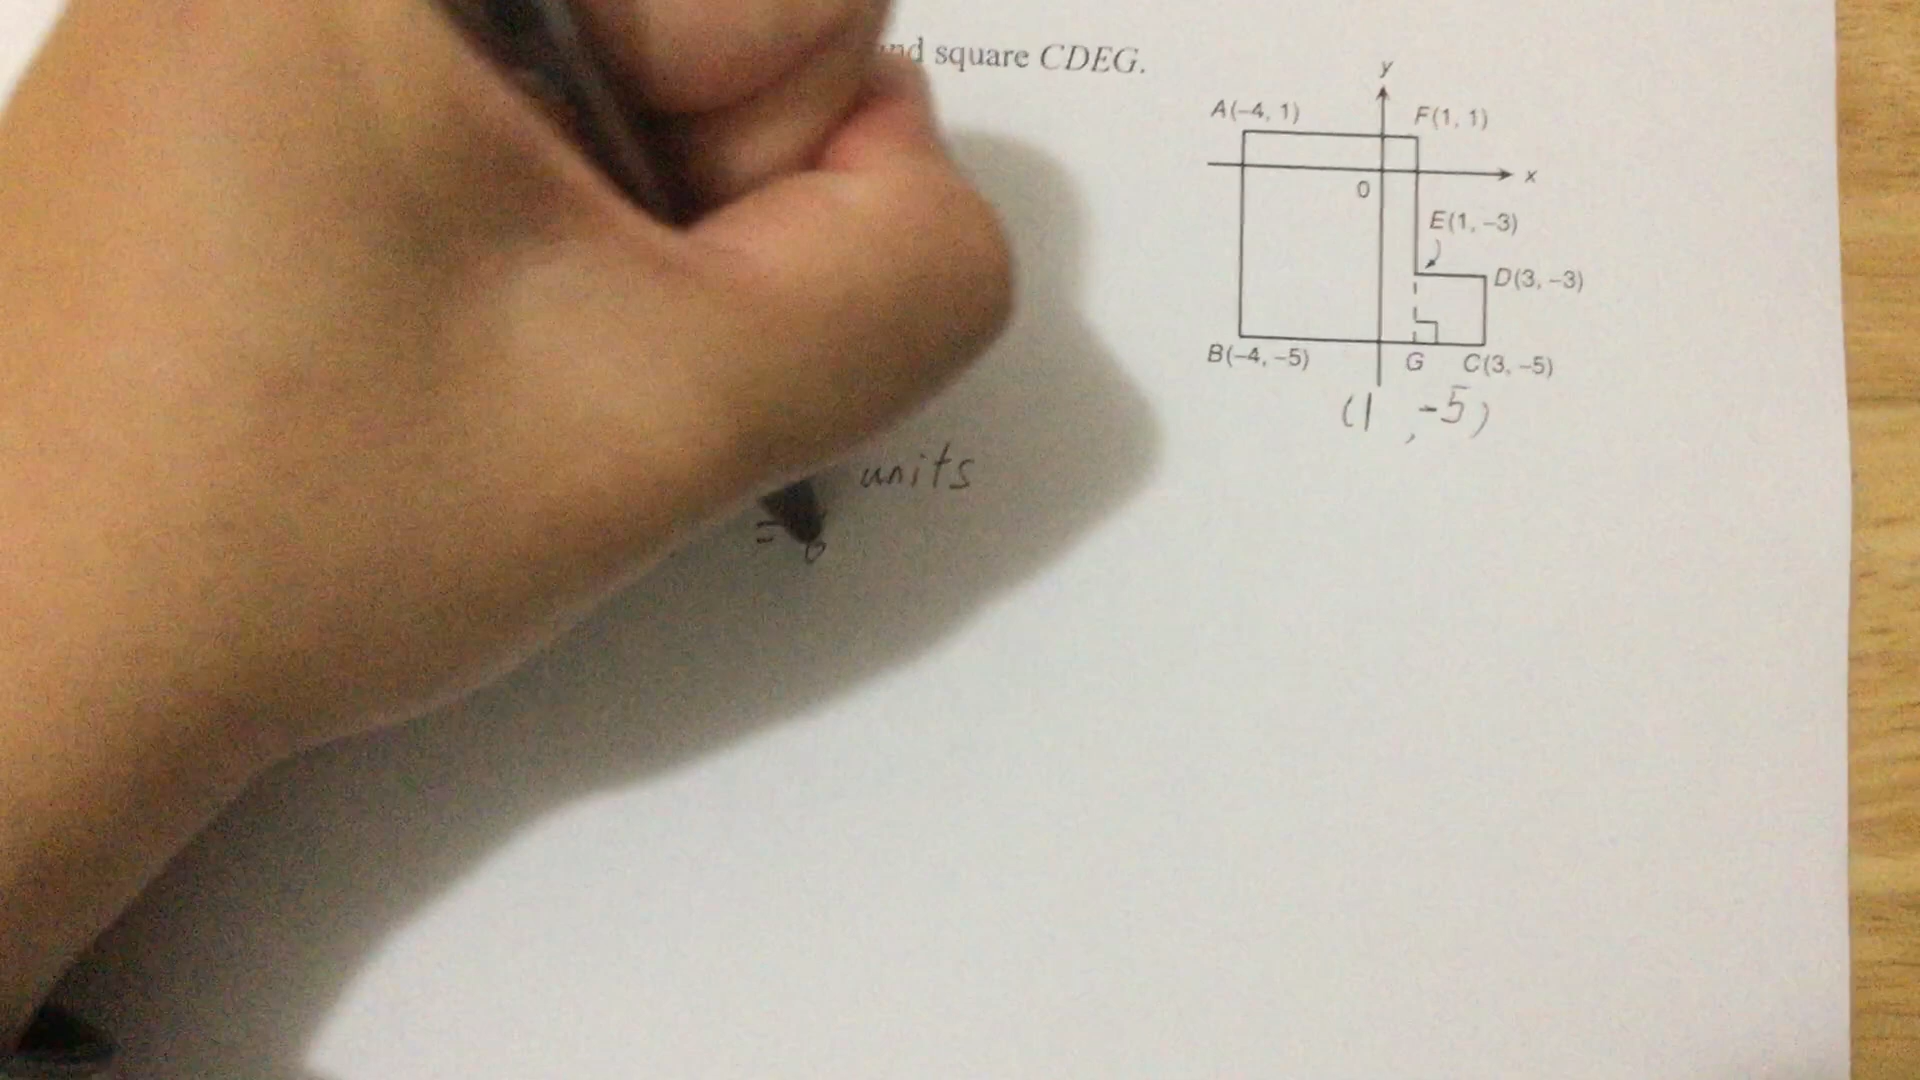 square CDEG.
y
A(-4, 1)
F(1, 1)
x
0
E(1, -3)
D(3, -3)
B(-4, -5)
G
C(3, -5)
(1, -5)
units
=